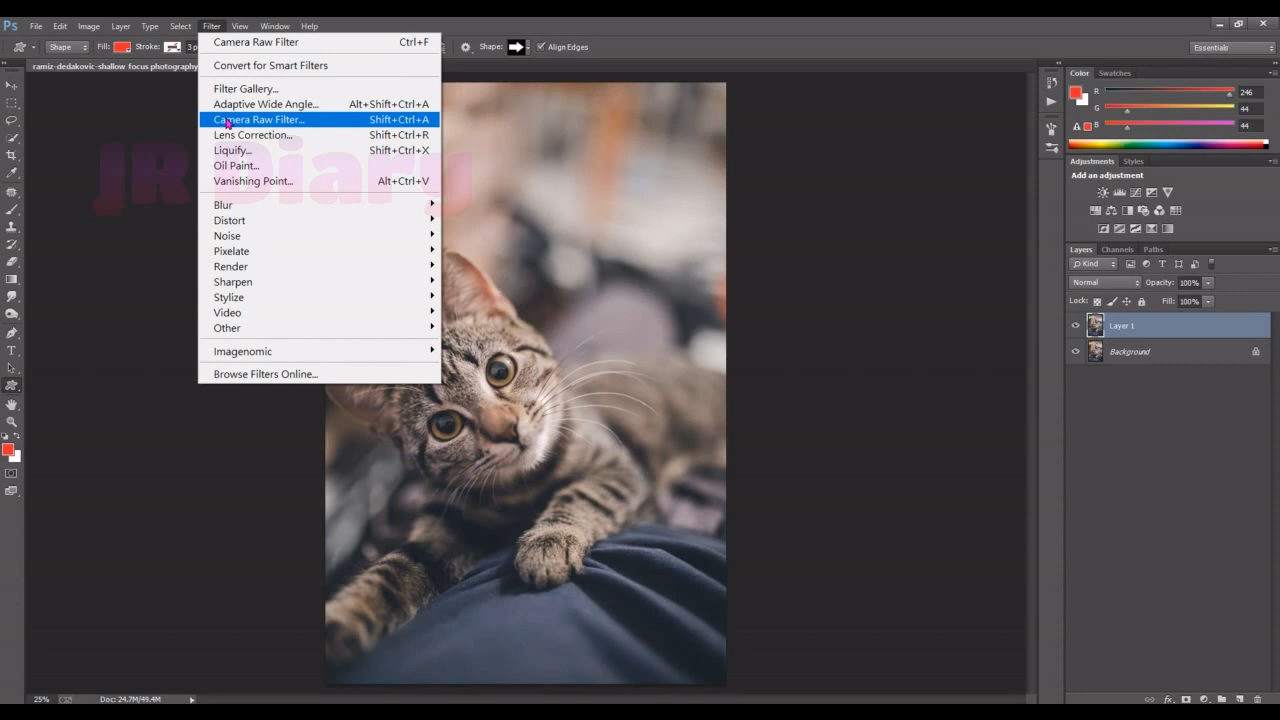 Ps File Edit Image Layer Type Select Filter View Window Help
Shape Fill: Stroke: 3 p Shape: Align Edges Essentials
ramiz-dedakovic-shallow focus photography
Camera Raw Filter Ctrl+F
Convert for Smart Filters
Filter Gallery...
Adaptive Wide Angle... Alt+Shift+Ctrl+A
Camera Raw Filter... Shift+Ctrl+A
Lens Correction... Shift+Ctrl+R
Liquify... Shift+Ctrl+X
Oil Paint...
Vanishing Point... Alt+Ctrl+V
Blur
Distort
Noise
Pixelate
Render
Sharpen
Stylize
Video
Other
Imagenomic
Browse Filters Online...
JR Diary
Color Swatches
R 246
G 44
B 44
Adjustments Styles
Add an adjustment
Layers Channels Paths
Kind
Normal Opacity: 100%
Lock: Fill: 100%
Layer 1
Background
25% Doc: 24.7M/49.4M